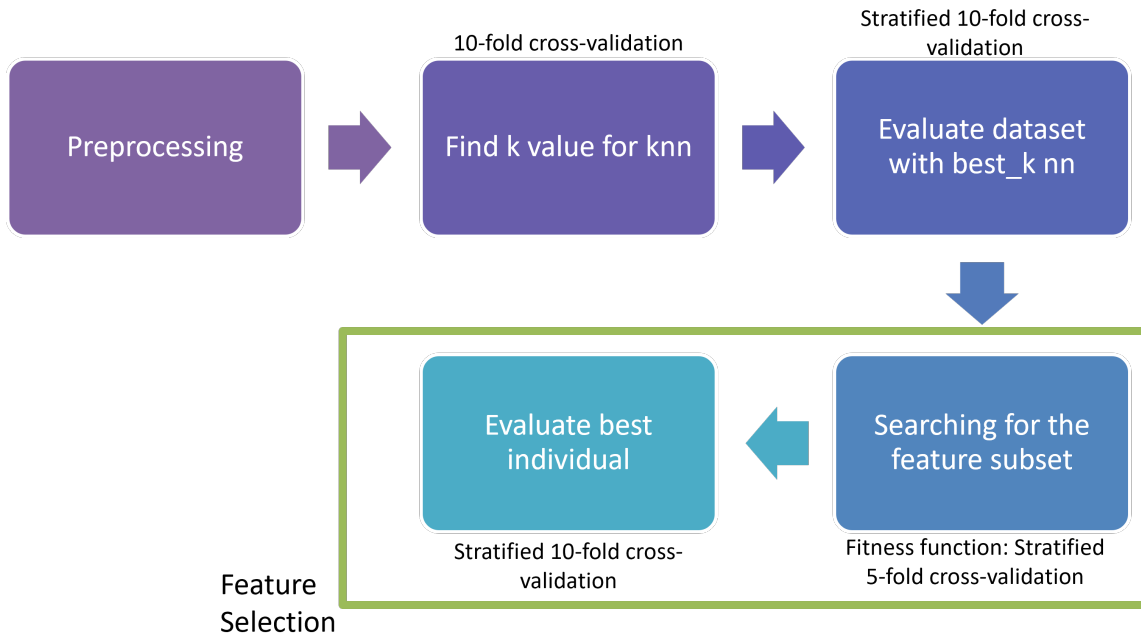 10-fold cross-validation
Stratified 10-fold cross-
validation
Preprocessing
Find k value for knn
Evaluate dataset
with best_k nn
Evaluate best
individual
Searching for the
feature subset
Stratified 10-fold cross-
validation
Fitness function: Stratified
5-fold cross-validation
Feature
Selection